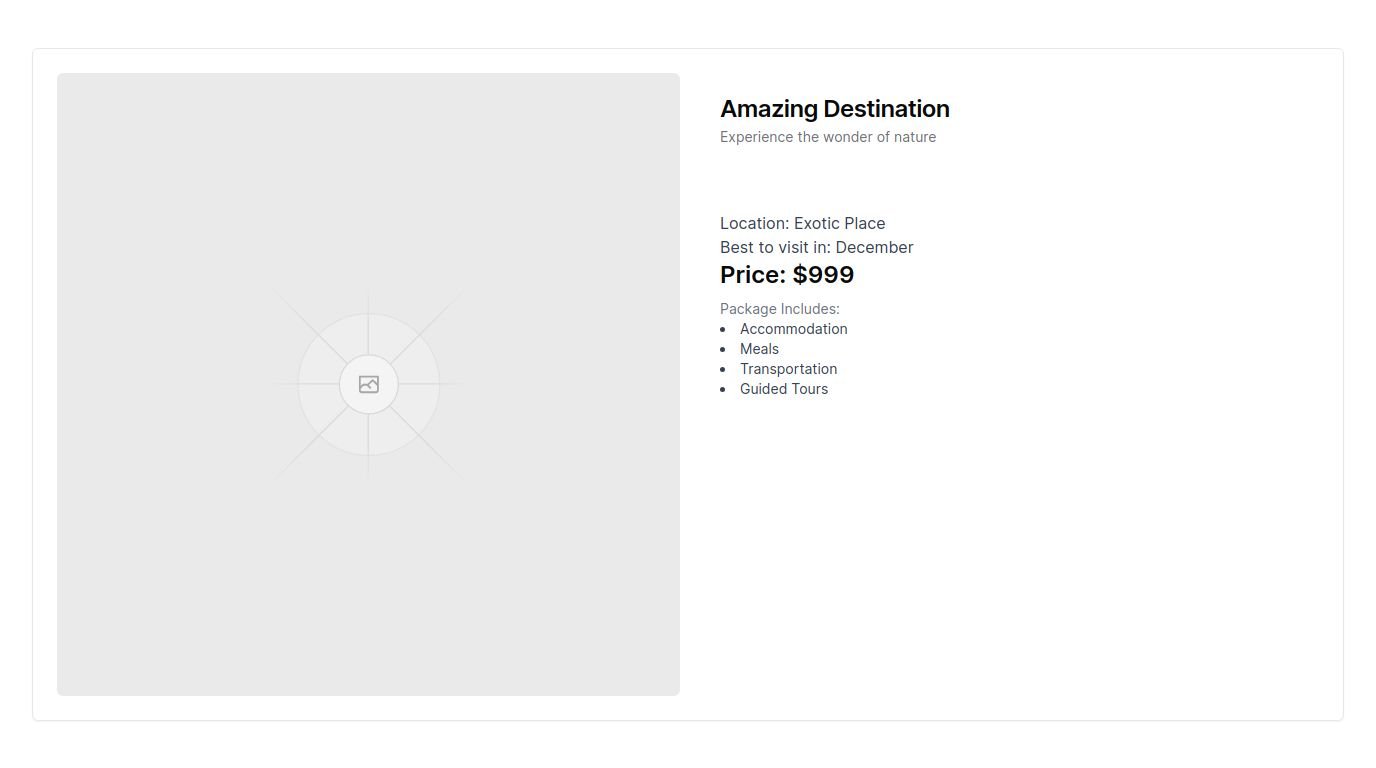 Amazing Destination
Experience the wonder of nature
Location: Exotic Place
Best to visit in: December
Price: $999
Package Includes:
• Accommodation
• Meals
• Transportation
• Guided Tours